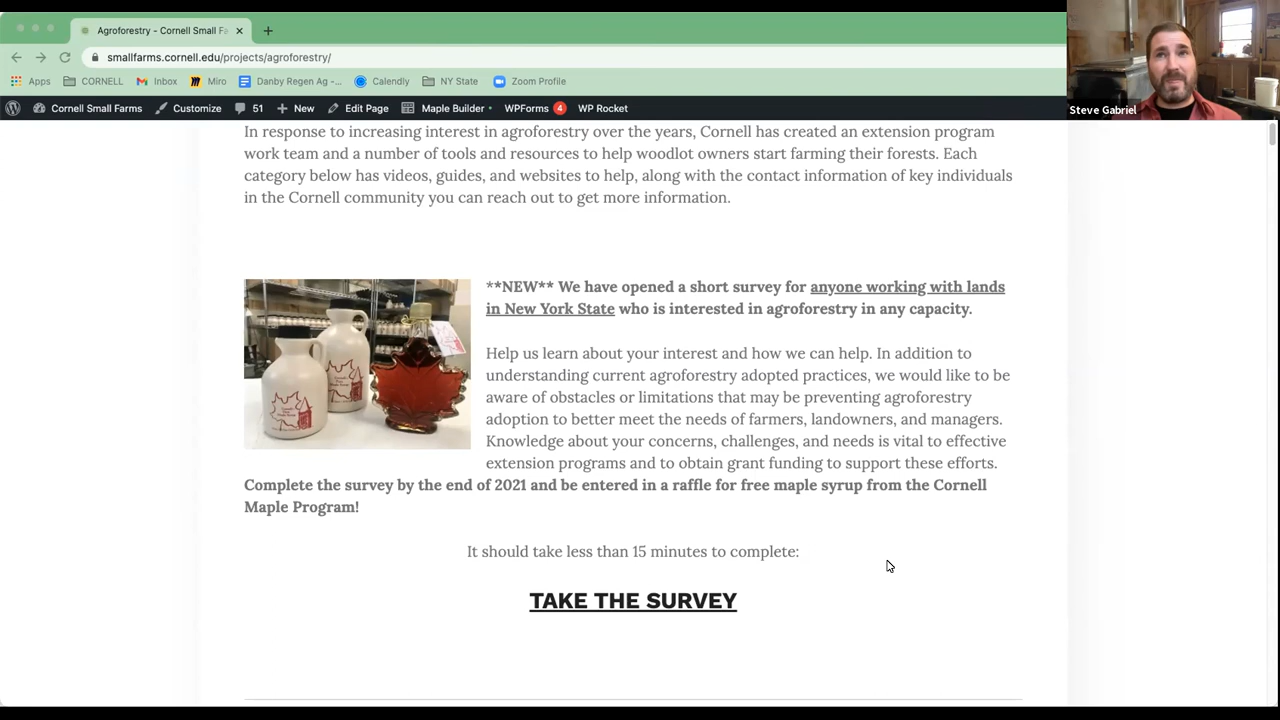 Agroforestry - Cornell Small Fa
smallfarms.cornell.edu/projects/agroforestry/
Apps CORNELL Inbox Miro Danby Regen Ag -... Calendly NY State Zoom Profile
Steve Gabriel
Cornell Small Farms Customize 51 New Edit Page Maple Builder WPForms 4 WP Rocket
In response to increasing interest in agroforestry over the years, Cornell has created an extension program
work team and a number of tools and resources to help woodlot owners start farming their forests. Each
category below has videos, guides, and websites to help, along with the contact information of key individuals
in the Cornell community you can reach out to get more information.
**NEW** We have opened a short survey for anyone working with lands
in New York State who is interested in agroforestry in any capacity.
Help us learn about your interest and how we can help. In addition to
understanding current agroforestry adopted practices, we would like to be
aware of obstacles or limitations that may be preventing agroforestry
adoption to better meet the needs of farmers, landowners, and managers.
Knowledge about your concerns, challenges, and needs is vital to effective
extension programs and to obtain grant funding to support these efforts.
Complete the survey by the end of 2021 and be entered in a raffle for free maple syrup from the Cornell
Maple Program!
It should take less than 15 minutes to complete:
TAKE THE SURVEY